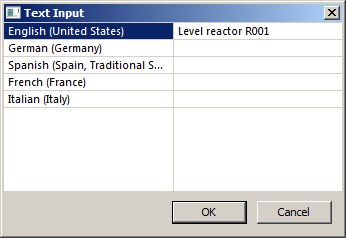 Text Input
English (United States) Level reactor R001
German (Germany)
Spanish (Spain, Traditional S...
French (France)
Italian (Italy)
OK Cancel